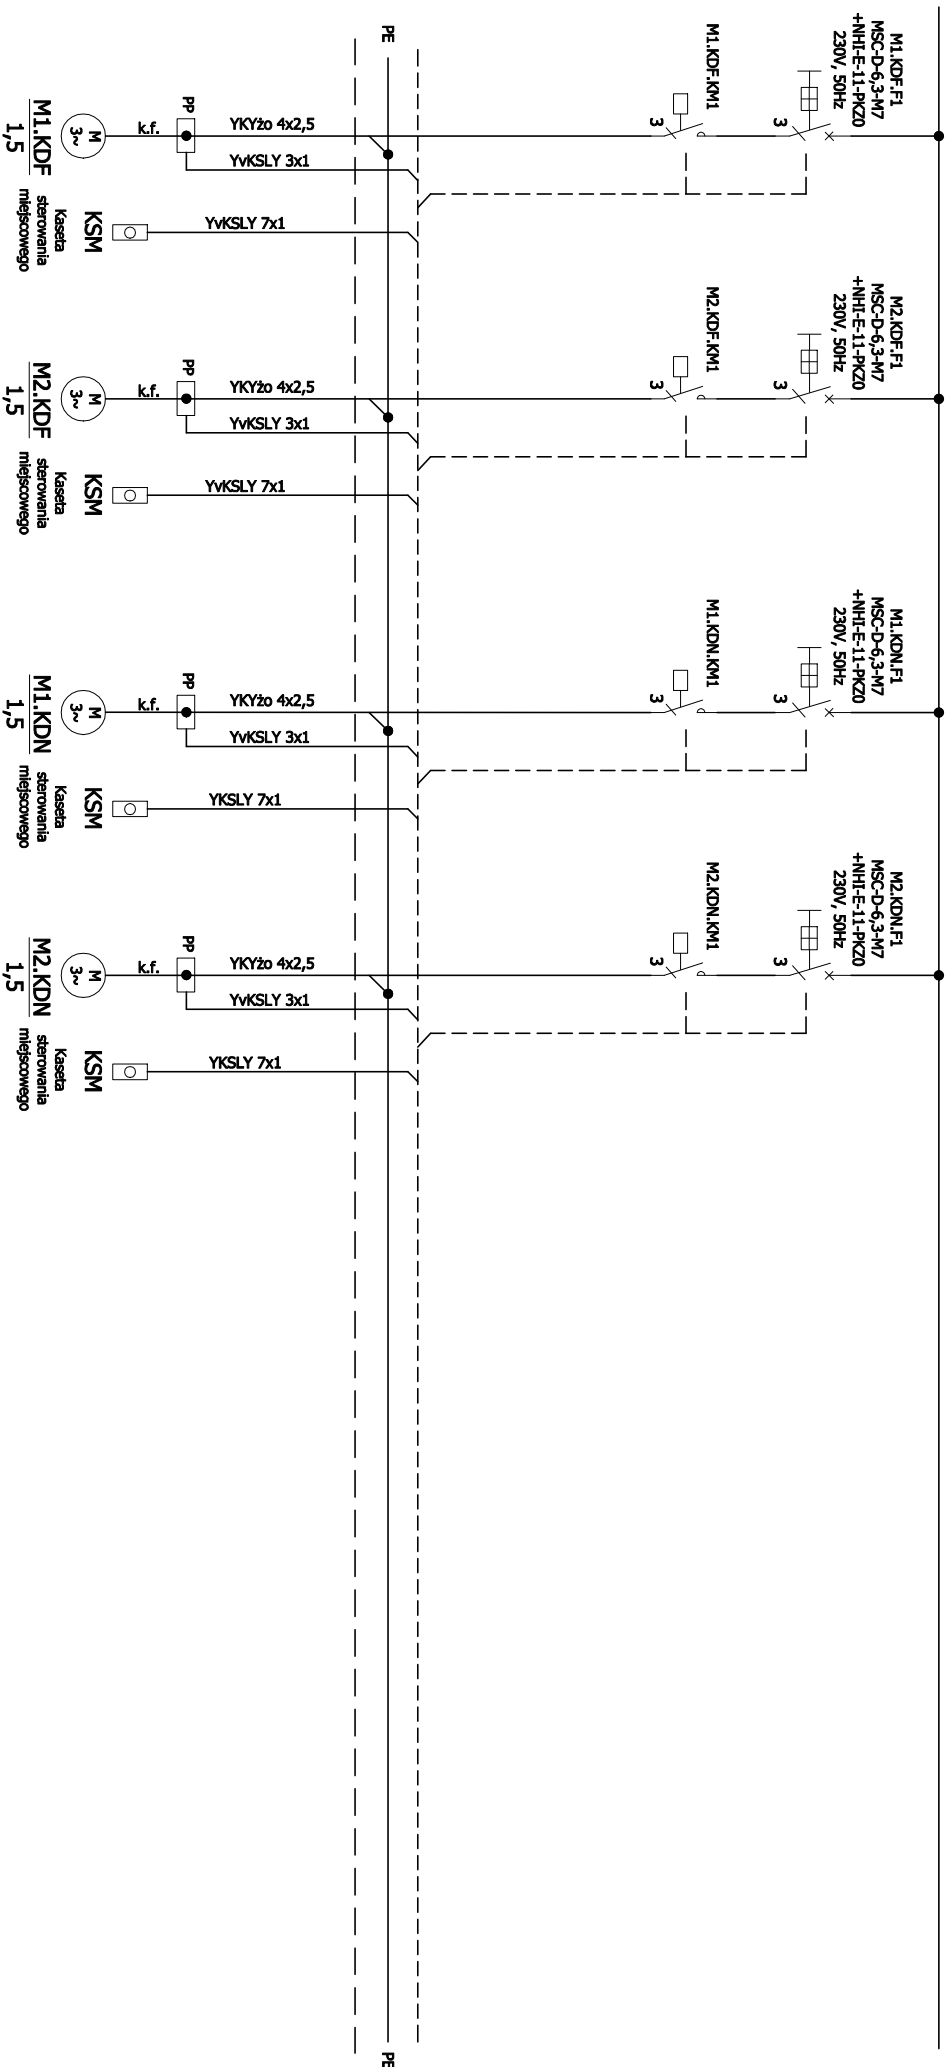 M1.KDF.F1
MSC-D-6,3-M7
+NHI-E-11-PKZ0
230V, 50Hz
3
M1.KDF.KM1
3
PE
YKYżo 4x2,5
YvKSLY 3x1
YvKSLY 7x1
PP
k.f.
M
3~
M1.KDF
1,5
KSM
Kaseta
sterowania
miejscowego
M2.KDF.F1
MSC-D-6,3-M7
+NHI-E-11-PKZ0
230V, 50Hz
3
M2.KDF.KM1
3
YKYżo 4x2,5
YvKSLY 3x1
YvKSLY 7x1
PP
k.f.
M
3~
M2.KDF
1,5
KSM
Kaseta
sterowania
miejscowego
M1.KDN.F1
MSC-D-6,3-M7
+NHI-E-11-PKZ0
230V, 50Hz
3
M1.KDN.KM1
3
YKYżo 4x2,5
YvKSLY 3x1
YKSLY 7x1
PP
k.f.
M
3~
M1.KDN
1,5
KSM
Kaseta
sterowania
miejscowego
M2.KDN.F1
MSC-D-6,3-M7
+NHI-E-11-PKZ0
230V, 50Hz
3
M2.KDN.KM1
3
YKYżo 4x2,5
YvKSLY 3x1
YKSLY 7x1
PP
k.f.
M
3~
M2.KDN
1,5
KSM
Kaseta
sterowania
miejscowego
PE